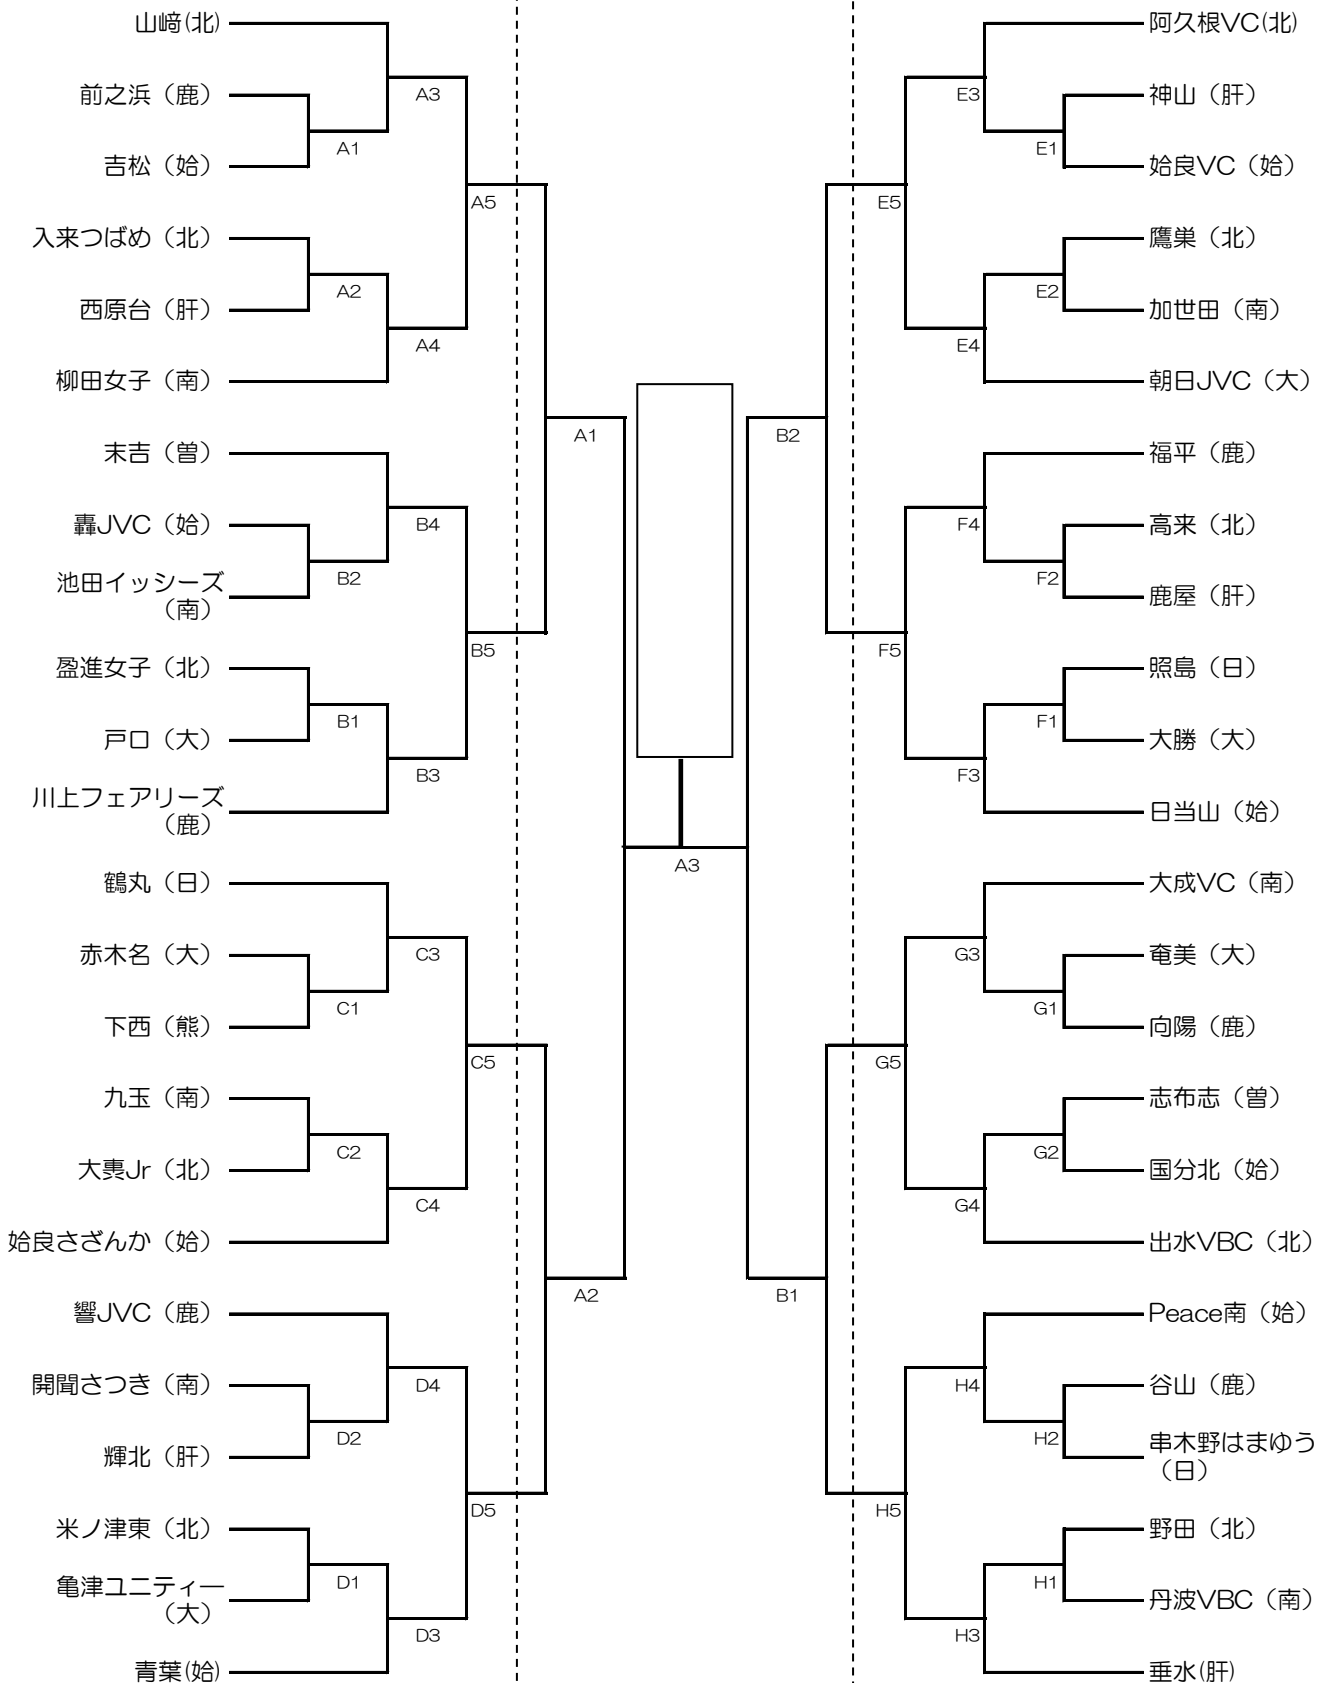 山﨑(北)
前之浜（鹿）
吉松（始）
入来つばめ（北）
西原台（肝）
柳田女子（南）
末吉（曽）
轟JVC（始）
池田イッシーズ
（南）
盈進女子（北）
戸口（大）
川上フェアリーズ
（鹿）
鶴丸（日）
赤木名（大）
下西（熊）
九玉（南）
大裏Jr（北）
始良さざんか（始）
響JVC（鹿）
開聞さつき（南）
輝北（肝）
米ノ津東（北）
亀津ユニティー
（大）
青葉(始)
A3
A1
A5
A2
A4
B4
B2
B5
B1
B3
C3
C1
C5
C2
C4
D4
D2
D5
D1
D3
A1
A2
A3
B2
B1
E3
E1
E5
E2
E4
F4
F2
F5
F1
F3
G3
G1
G5
G2
G4
H4
H2
H5
H1
H3
阿久根VC(北)
神山（肝）
始良VC（始）
鷹巣（北）
加世田（南）
朝日JVC（大）
福平（鹿）
高来（北）
鹿屋（肝）
照島（日）
大勝（大）
日当山（始）
大成VC（南）
奄美（大）
向陽（鹿）
志布志（曽）
国分北（始）
出水VBC（北）
Peace南（始）
谷山（鹿）
串木野はまゆう
（日）
野田（北）
丹波VBC（南）
垂水(肝)